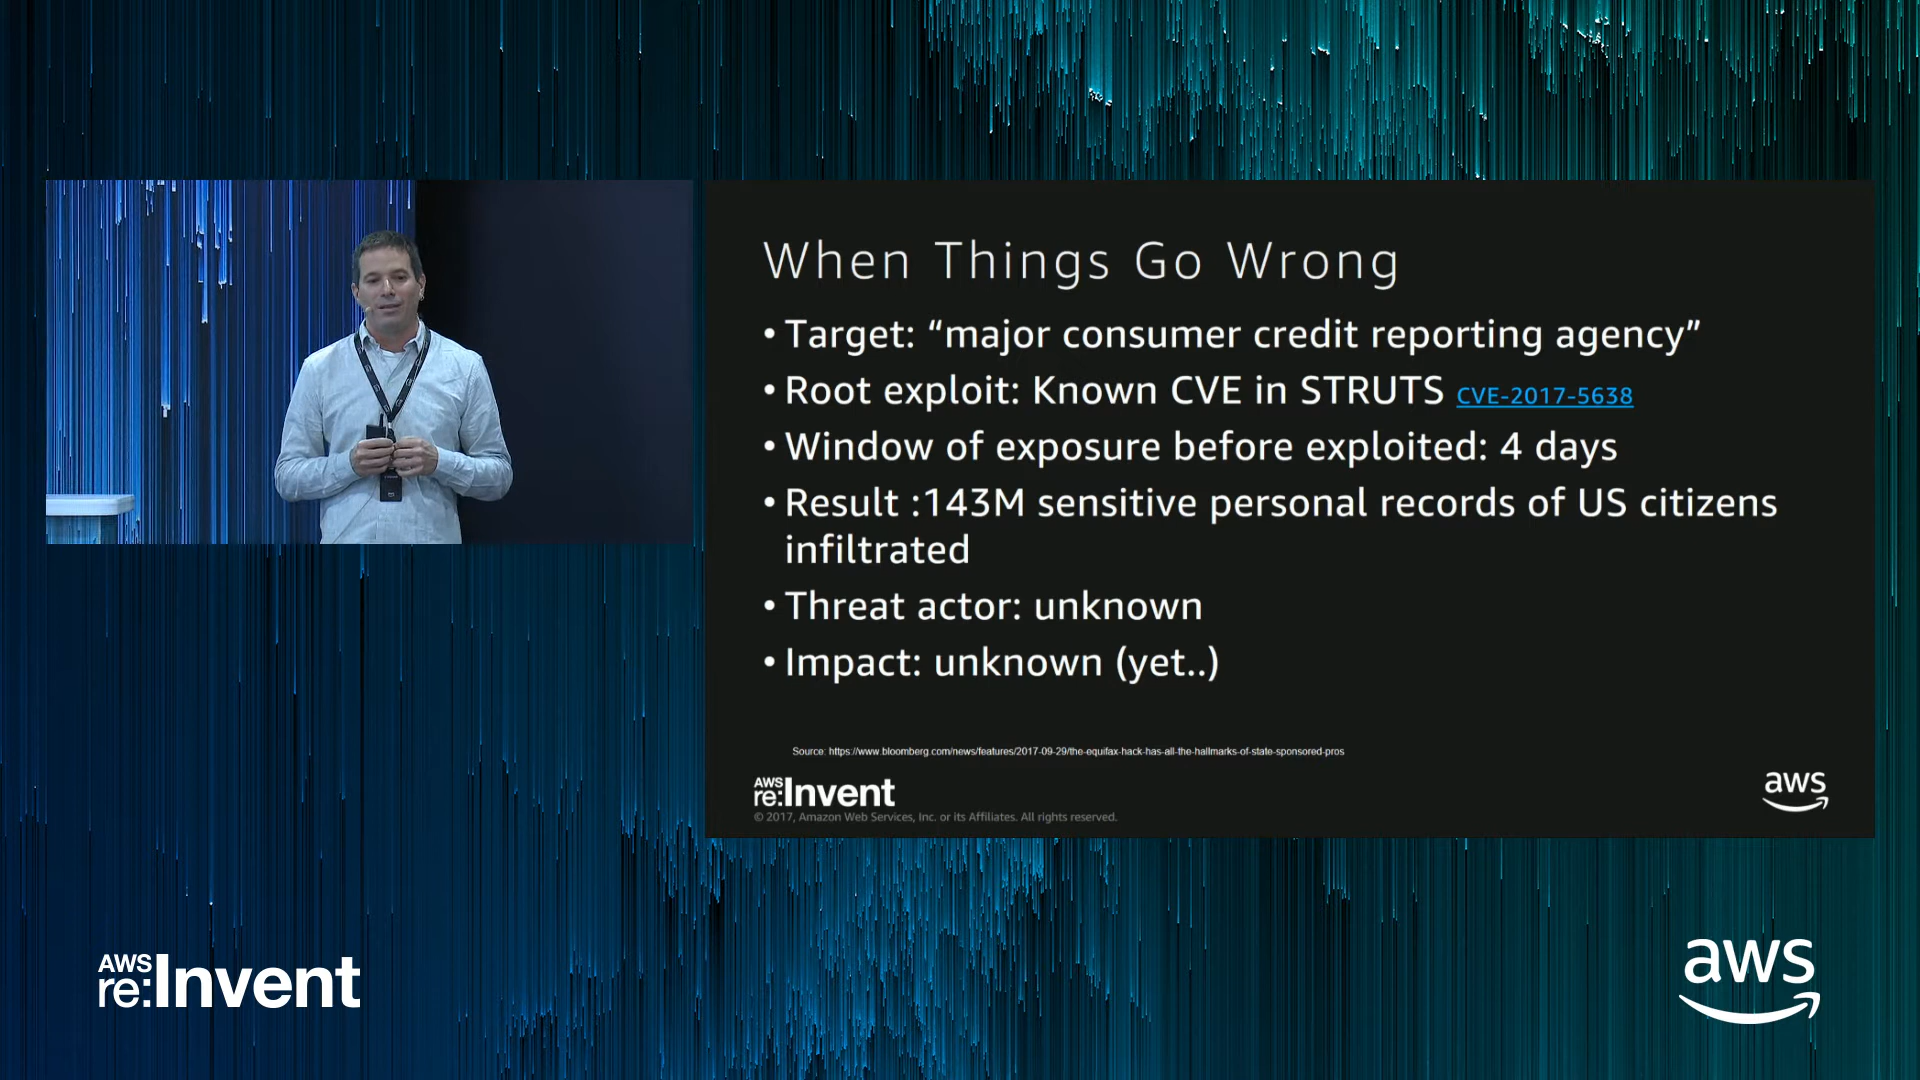 When Things Go Wrong
• Target: “major consumer credit reporting agency”
• Root exploit: Known CVE in STRUTS CVE-2017-5638
• Window of exposure before exploited: 4 days
• Result :143M sensitive personal records of US citizens
infiltrated
• Threat actor: unknown
• Impact: unknown (yet..)
Source: https://www.bloomberg.com/news/features/2017-09-29/the-equifax-hack-has-all-the-hallmarks-of-state-sponsored-pros
AWS
re:Invent
aws
© 2017, Amazon Web Services, Inc. or its Affiliates. All rights reserved.
AWS
re:Invent
aws